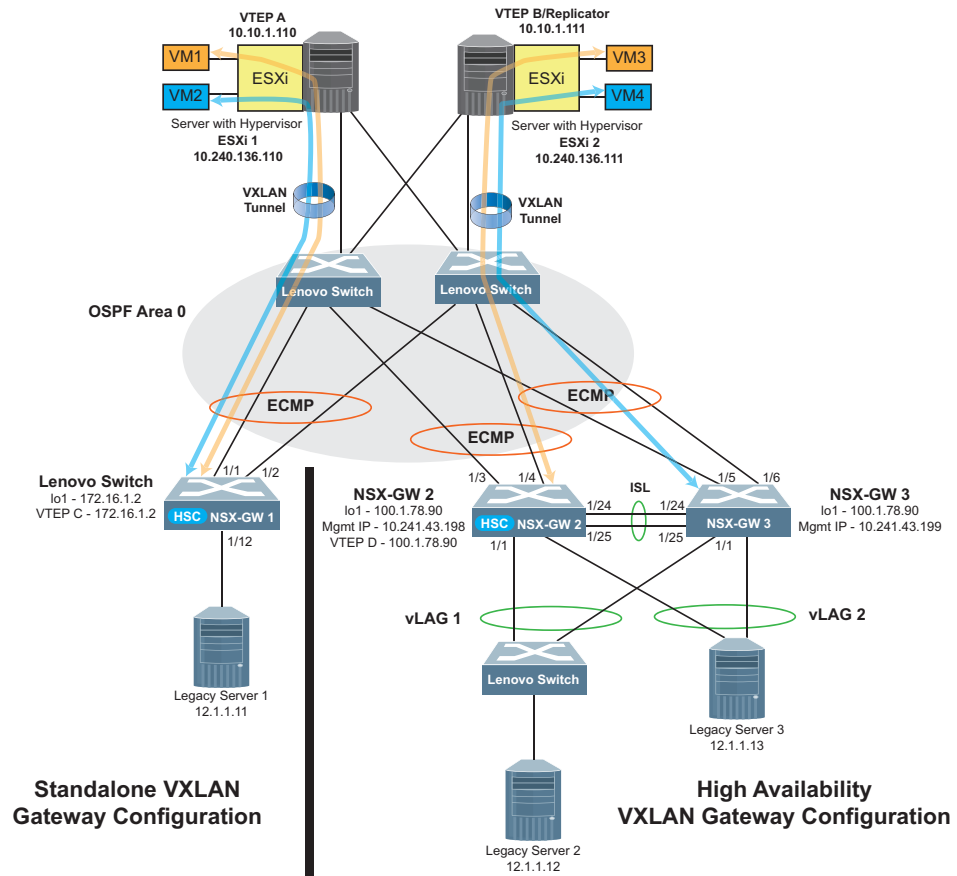 VTEP A
10.10.1.110
VTEP B/Replicator
10.10.1.111
VM1
VM2
ESXi
ESXi
VM3
VM4
Server with Hypervisor
ESXi 1
10.240.136.110
Server with Hypervisor
ESXi 2
10.240.136.111
VXLAN
Tunnel
VXLAN
Tunnel
Lenovo Switch
Lenovo Switch
OSPF Area 0
ECMP
ECMP
ECMP
Lenovo Switch
lo1 - 172.16.1.2
VTEP C - 172.16.1.2
1/1
1/2
HSC NSX-GW 1
1/12
NSX-GW 2
lo1 - 100.1.78.90
Mgmt IP - 10.241.43.198
VTEP D - 100.1.78.90
1/3
1/4
HSC NSX-GW 2
1/24
1/25
1/1
ISL
1/24
1/25
1/5
1/6
NSX-GW 3
1/1
NSX-GW 3
lo1 - 100.1.78.90
Mgmt IP - 10.241.43.199
vLAG 1
vLAG 2
Lenovo Switch
Legacy Server 1
12.1.1.11
Legacy Server 3
12.1.1.13
Legacy Server 2
12.1.1.12
Standalone VXLAN
Gateway Configuration
High Availability
VXLAN Gateway Configuration